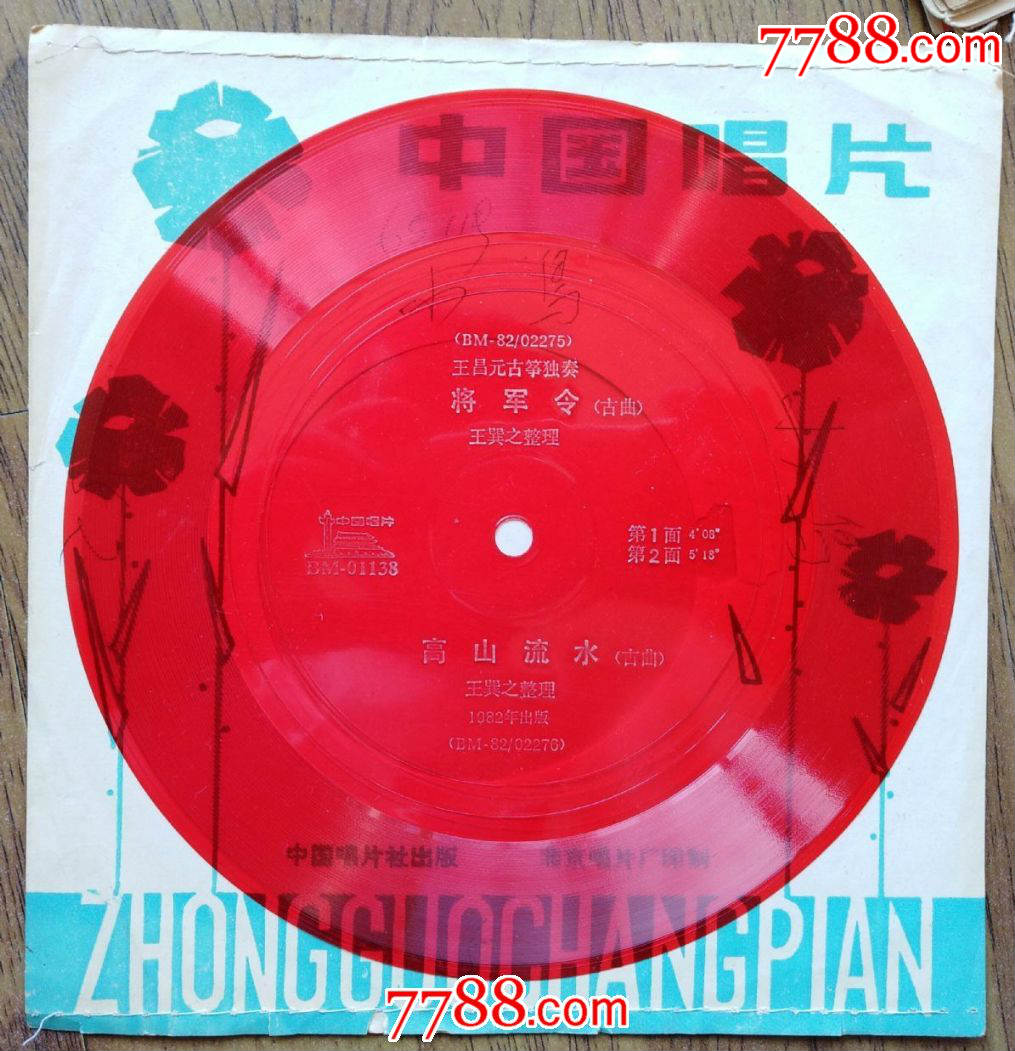 7788.com
中国唱片
(BM-82/02275)
王昌元古筝独奏
将军令(古曲)
王巽之整理
中国唱片
BM-01138
第1面 4′08″
第2面 5′18″
高山流水(古曲)
王巽之整理
1982年出版
(BM-82/02276)
中国唱片社出版 北京唱片厂印制
ZHONGGUOCHANGPIAN
7788.com